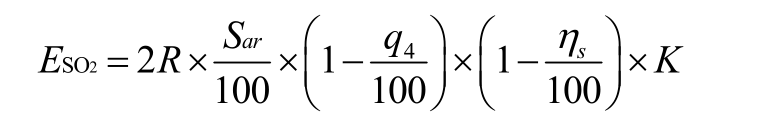 E_{SO_2} = 2R × \frac{S_{ar}}{100} × \left(1 - \frac{q_4}{100}\right) × \left(1 - \frac{η_s}{100}\right) × K